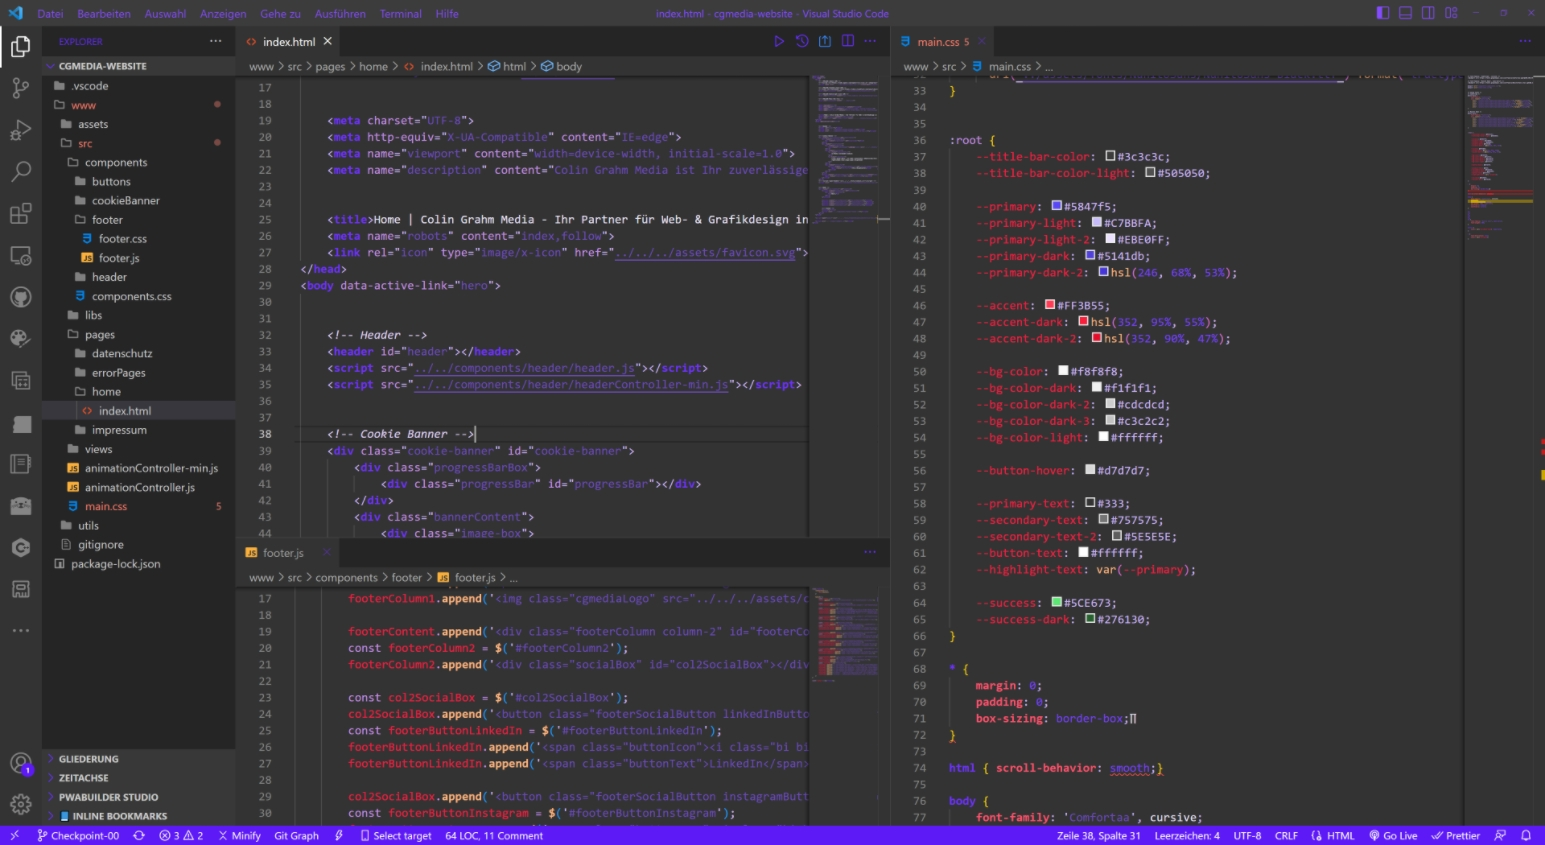 Datei Bearbeiten Auswahl Anzeigen Gehe zu Ausführen Terminal Hilfe
index.html - cgmedia-website - Visual Studio Code
EXPLORER ...
CGMEDIA-WEBSITE
.vscode
www
assets
src
components
buttons
cookieBanner
footer
footer.css
JS footer.js
header
components.css
libs
pages
datenschutz
errorPages
home
<> index.html
impressum
views
JS animationController-min.js
JS animationController.js
main.css 5
utils
gitignore
package-lock.json
GLIEDERUNG
ZEITACHSE
PWABUILDER STUDIO
INLINE BOOKMARKS
<> index.html
www > src > pages > home > <> index.html > html > body
17
18
19 <meta charset="UTF-8">
20 <meta http-equiv="X-UA-Compatible" content="IE=edge">
21 <meta name="viewport" content="width=device-width, initial-scale=1.0">
22 <meta name="description" content="Colin Grahm Media ist Ihr zuverlässige
23
24
25 <title>Home | Colin Grahm Media - Ihr Partner für Web- & Grafikdesign in
26 <meta name="robots" content="index,follow">
27 <link rel="icon" type="image/x-icon" href="../../../assets/favicon.svg">
28 </head>
29 <body data-active-link="hero">
30
31
32 <!-- Header -->
33 <header id="header"></header>
34 <script src="../../components/header/header.js"></script>
35 <script src="../../components/header/headerController-min.js"></script>
36
37
38 <!-- Cookie Banner -->
39 <div class="cookie-banner" id="cookie-banner">
40 <div class="progressBarBox">
41 <div class="progressBar" id="progressBar"></div>
42 </div>
43 <div class="bannerContent">
44 <div class="image-box">
JS footer.js
www > src > components > footer > JS footer.js > ...
17 footerColumn1.append('<img class="cgmediaLogo" src="../../../assets/c
18
19 footerContent.append('<div class="footerColumn column-2" id="footerCo
20 const footerColumn2 = $('#footerColumn2');
21 footerColumn2.append('<div class="socialBox" id="col2SocialBox"></div
22
23 const col2SocialBox = $('#col2SocialBox');
24 col2SocialBox.append('<button class="footerSocialButton linkedInButto
25 const footerButtonLinkedIn = $('#footerButtonLinkedIn');
26 footerButtonLinkedIn.append('<span class="buttonIcon"><i class="bi bi
27 footerButtonLinkedIn.append('<span class="buttonText">LinkedIn</span>
28
29 col2SocialBox.append('<button class="footerSocialButton instagramButt
30 const footerButtonInstagram = $('#footerButtonInstagram');
main.css 5
www > src > main.css > ...
33 }
34
35
36 :root {
37 --title-bar-color: #3c3c3c;
38 --title-bar-color-light: #505050;
39
40 --primary: #5847f5;
41 --primary-light: #C7BBFA;
42 --primary-light-2: #EBE0FF;
43 --primary-dark: #5141db;
44 --primary-dark-2: hsl(246, 68%, 53%);
45
46 --accent: #FF3B55;
47 --accent-dark: hsl(352, 95%, 55%);
48 --accent-dark-2: hsl(352, 90%, 47%);
49
50 --bg-color: #f8f8f8;
51 --bg-color-dark: #f1f1f1;
52 --bg-color-dark-2: #cdcdcd;
53 --bg-color-dark-3: #c3c2c2;
54 --bg-color-light: #ffffff;
55
56 --button-hover: #d7d7d7;
57
58 --primary-text: #333;
59 --secondary-text: #757575;
60 --secondary-text-2: #5E5E5E;
61 --button-text: #ffffff;
62 --highlight-text: var(--primary);
63
64 --success: #5CE673;
65 --success-dark: #276130;
66 }
67
68 * {
69 margin: 0;
70 padding: 0;
71 box-sizing: border-box;
72 }
73
74 html { scroll-behavior: smooth;}
75
76 body {
77 font-family: 'Comfortaa', cursive;
1
Checkpoint-00 3 2 Minify Git Graph Select target 64 LOC, 11 Comment
Zeile 38, Spalte 31 Leerzeichen: 4 UTF-8 CRLF HTML Go Live Prettier